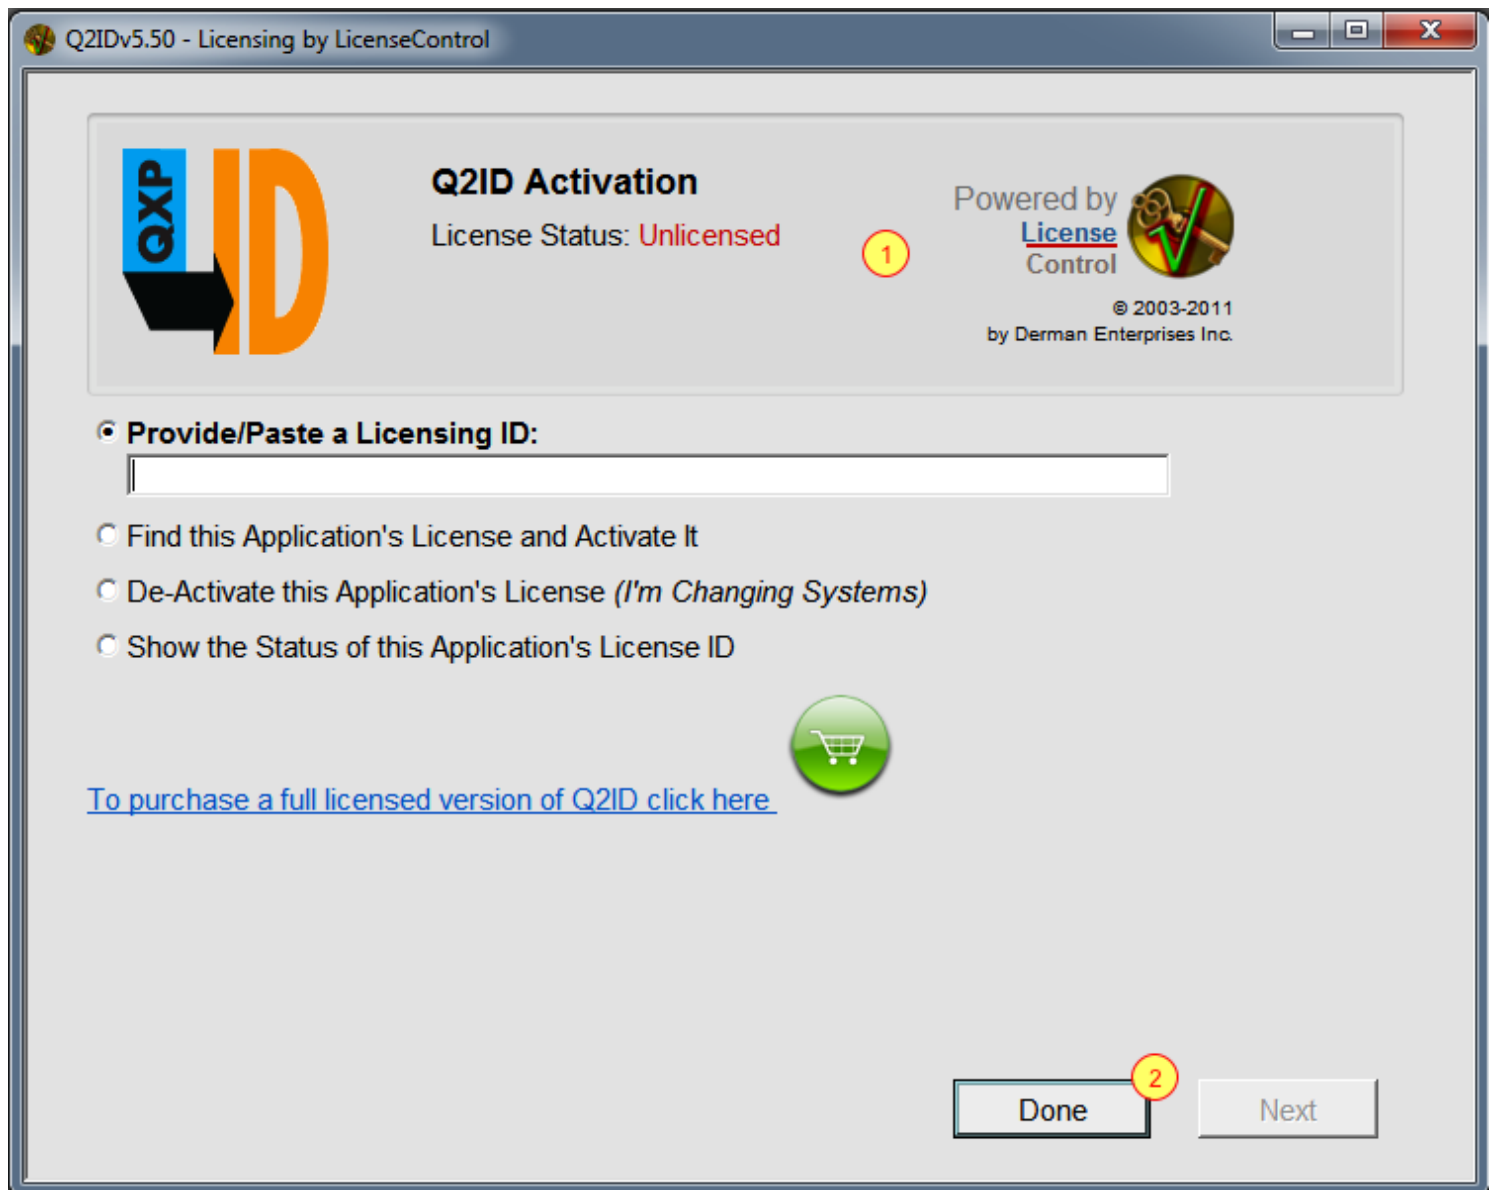 Q2IDv5.50 - Licensing by LicenseControl
QXP
ID
Q2ID Activation
License Status: Unlicensed
1
Powered by
License
Control
© 2003-2011
by Derman Enterprises Inc.
Provide/Paste a Licensing ID:
Find this Application's License and Activate It
De-Activate this Application's License (I'm Changing Systems)
Show the Status of this Application's License ID
To purchase a full licensed version of Q2ID click here
2
Done
Next